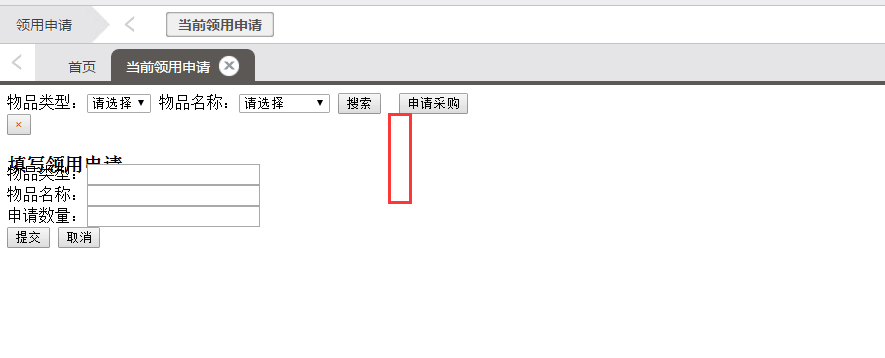 领用申请 当前领用申请
首页 当前领用申请
物品类型： 请选择 物品名称： 请选择 搜索 申请采购
×
填写领用申请
物品类型：
物品名称：
申请数量：
提交 取消